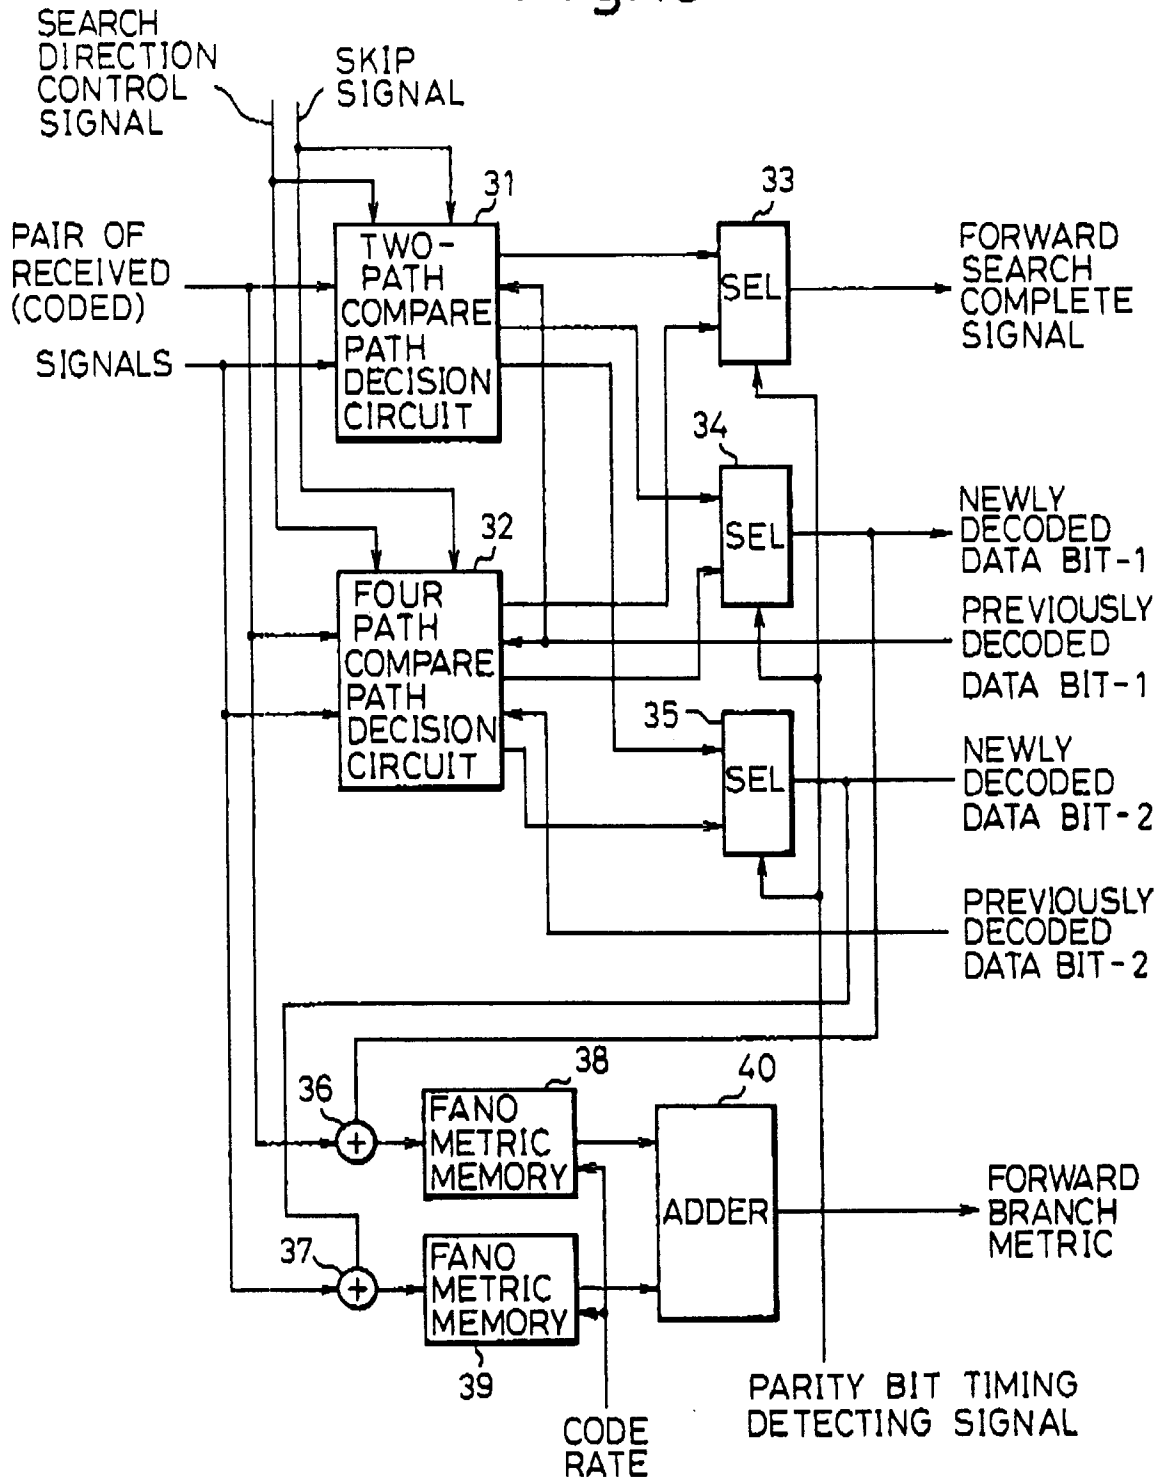 SEARCH
DIRECTION
CONTROL
SIGNAL
SKIP
SIGNAL
31
33
PAIR OF
RECEIVED
(CODED)
SIGNALS
TWO-
PATH
COMPARE
PATH
DECISION
CIRCUIT
SEL
FORWARD
SEARCH
COMPLETE
SIGNAL
34
SEL
NEWLY
DECODED
DATA BIT-1
32
FOUR
PATH
COMPARE
PATH
DECISION
CIRCUIT
PREVIOUSLY
DECODED
DATA BIT-1
35
SEL
NEWLY
DECODED
DATA BIT-2
PREVIOUSLY
DECODED
DATA BIT-2
36
+
38
FANO
METRIC
MEMORY
40
ADDER
FORWARD
BRANCH
METRIC
37
+
FANO
METRIC
MEMORY
39
CODE
RATE
PARITY BIT TIMING
DETECTING SIGNAL